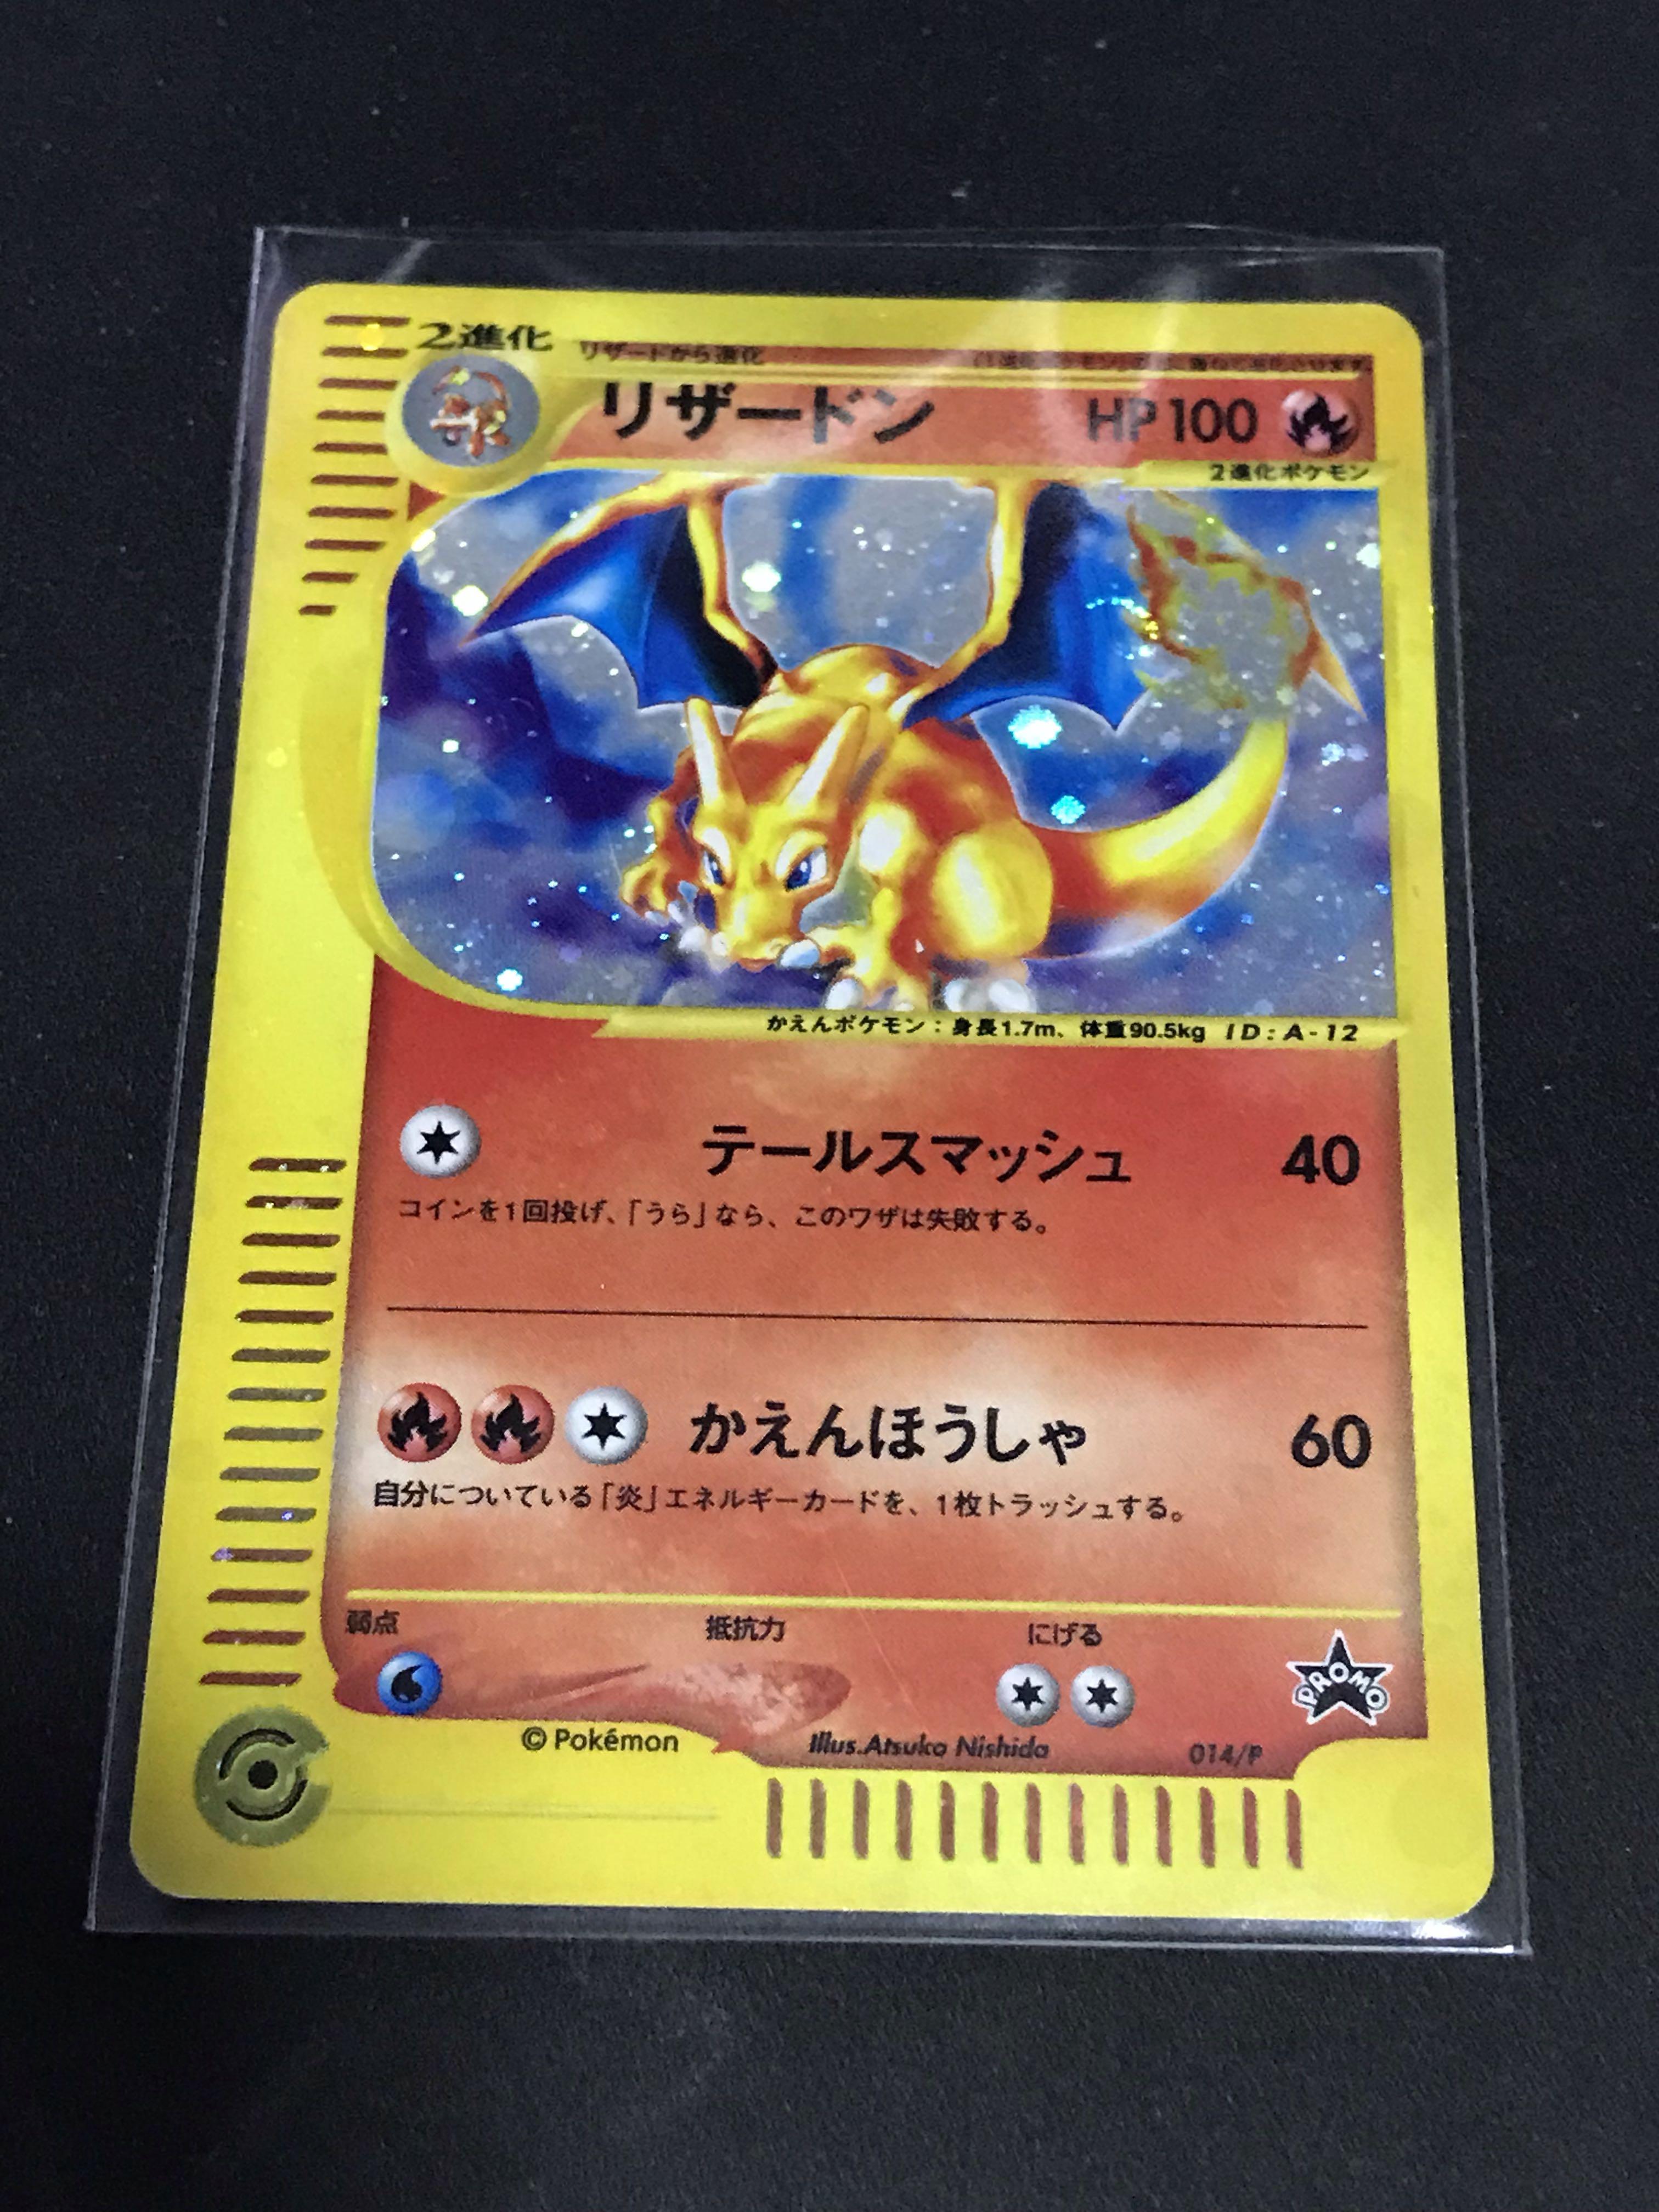 2進化
リザードから進化
リザードン HP100
2進化ポケモン
かえんポケモン:身長1.7m、体重90.5kg ID:A-12
テールスマッシュ 40
コインを1回投げ、「うら」なら、このワザは失敗する。
かえんほうしゃ 60
自分についている「炎」エネルギーカードを、1枚トラッシュする。
弱点 抵抗力 にげる
PROMO
© Pokémon Illus.Atsuko Nishida 014/P